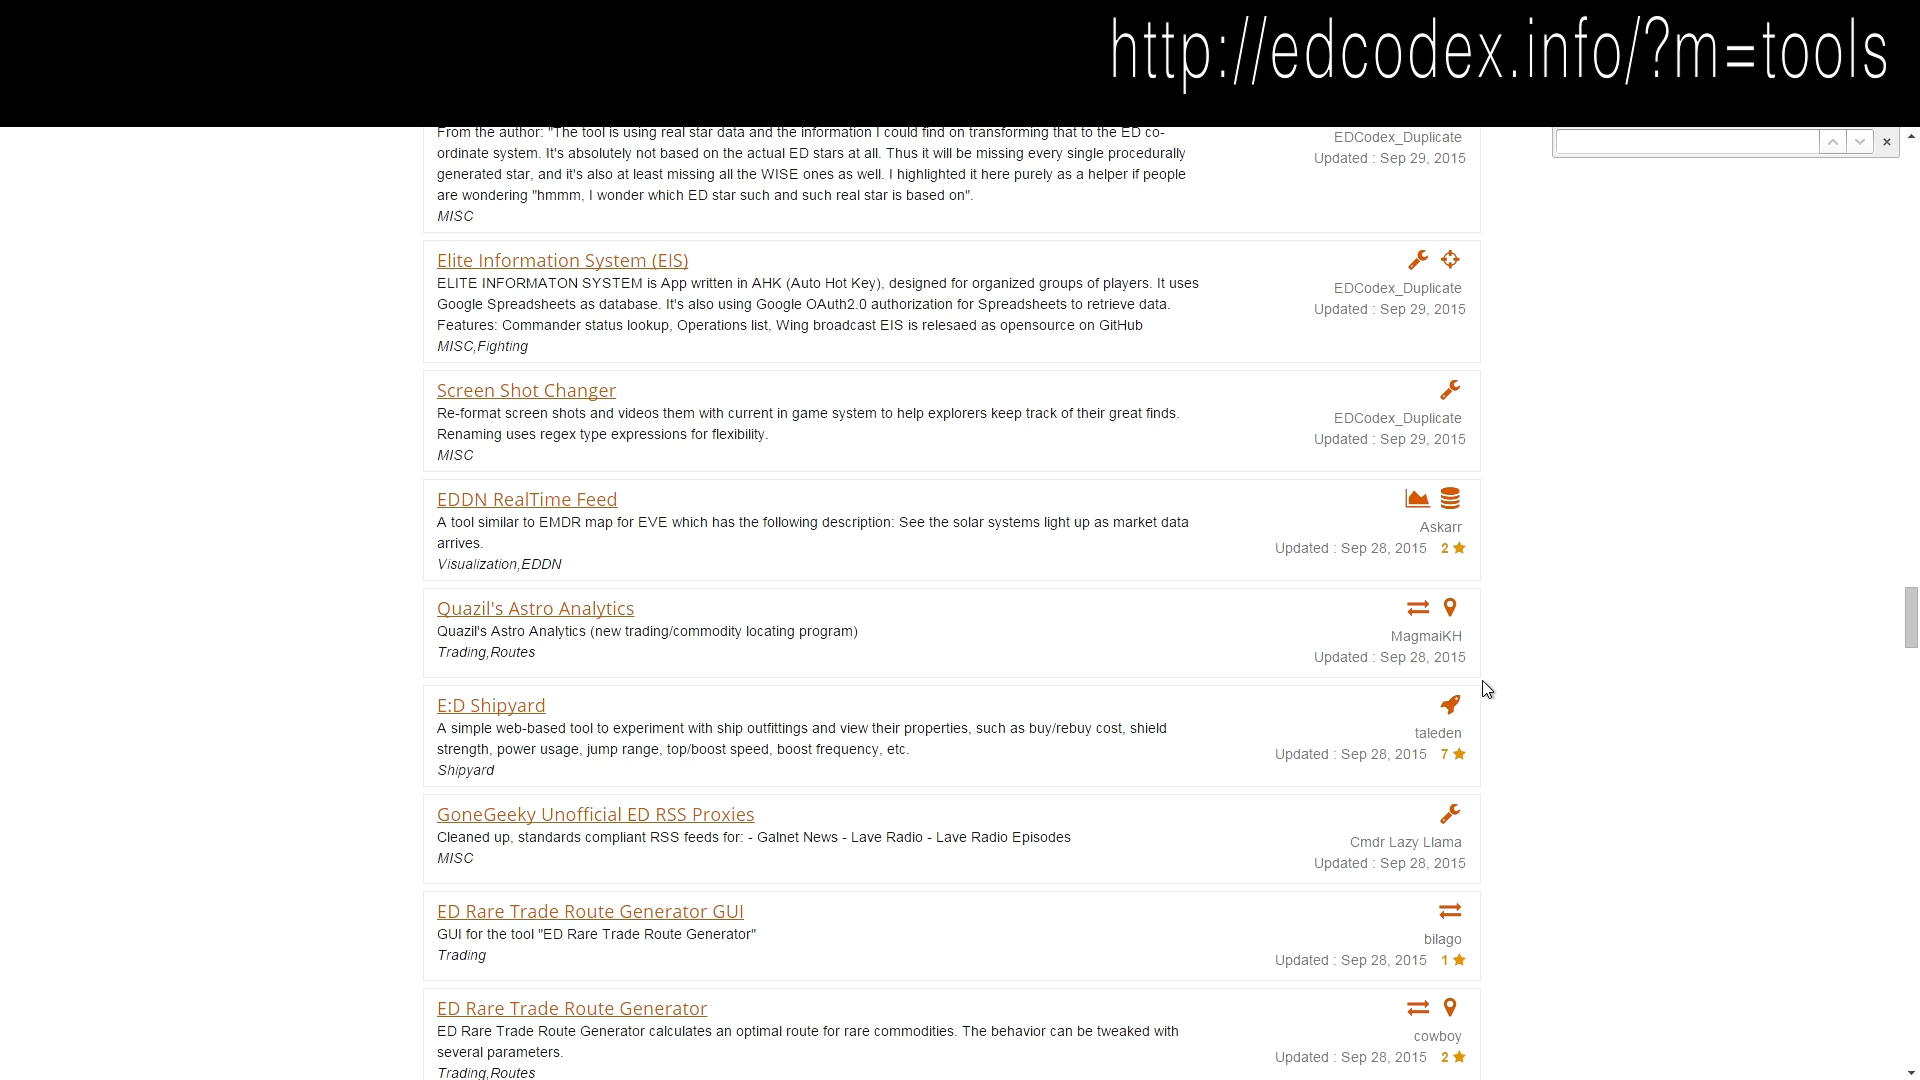 http://edcodex.info/?m=tools
From the author: "The tool is using real star data and the information I could find on transforming that to the ED co-
ordinate system. It's absolutely not based on the actual ED stars at all. Thus it will be missing every single procedurally
generated star, and it's also at least missing all the WISE ones as well. I highlighted it here purely as a helper if people
are wondering "hmmm, I wonder which ED star such and such real star is based on".
MISC
EDCodex_Duplicate
Updated : Sep 29, 2015
Elite Information System (EIS)
ELITE INFORMATON SYSTEM is App written in AHK (Auto Hot Key), designed for organized groups of players. It uses
Google Spreadsheets as database. It's also using Google OAuth2.0 authorization for Spreadsheets to retrieve data.
Features: Commander status lookup, Operations list, Wing broadcast EIS is relesaed as opensource on GitHub
MISC,Fighting
EDCodex_Duplicate
Updated : Sep 29, 2015
Screen Shot Changer
Re-format screen shots and videos them with current in game system to help explorers keep track of their great finds.
Renaming uses regex type expressions for flexibility.
MISC
EDCodex_Duplicate
Updated : Sep 29, 2015
EDDN RealTime Feed
A tool similar to EMDR map for EVE which has the following description: See the solar systems light up as market data
arrives.
Visualization,EDDN
Askarr
Updated : Sep 28, 2015 2
Quazil's Astro Analytics
Quazil's Astro Analytics (new trading/commodity locating program)
Trading,Routes
MagmaiKH
Updated : Sep 28, 2015
E:D Shipyard
A simple web-based tool to experiment with ship outfittings and view their properties, such as buy/rebuy cost, shield
strength, power usage, jump range, top/boost speed, boost frequency, etc.
Shipyard
taleden
Updated : Sep 28, 2015 7
GoneGeeky Unofficial ED RSS Proxies
Cleaned up, standards compliant RSS feeds for: - Galnet News - Lave Radio - Lave Radio Episodes
MISC
Cmdr Lazy Llama
Updated : Sep 28, 2015
ED Rare Trade Route Generator GUI
GUI for the tool "ED Rare Trade Route Generator"
Trading
bilago
Updated : Sep 28, 2015 1
ED Rare Trade Route Generator
ED Rare Trade Route Generator calculates an optimal route for rare commodities. The behavior can be tweaked with
several parameters.
Trading,Routes
cowboy
Updated : Sep 28, 2015 2